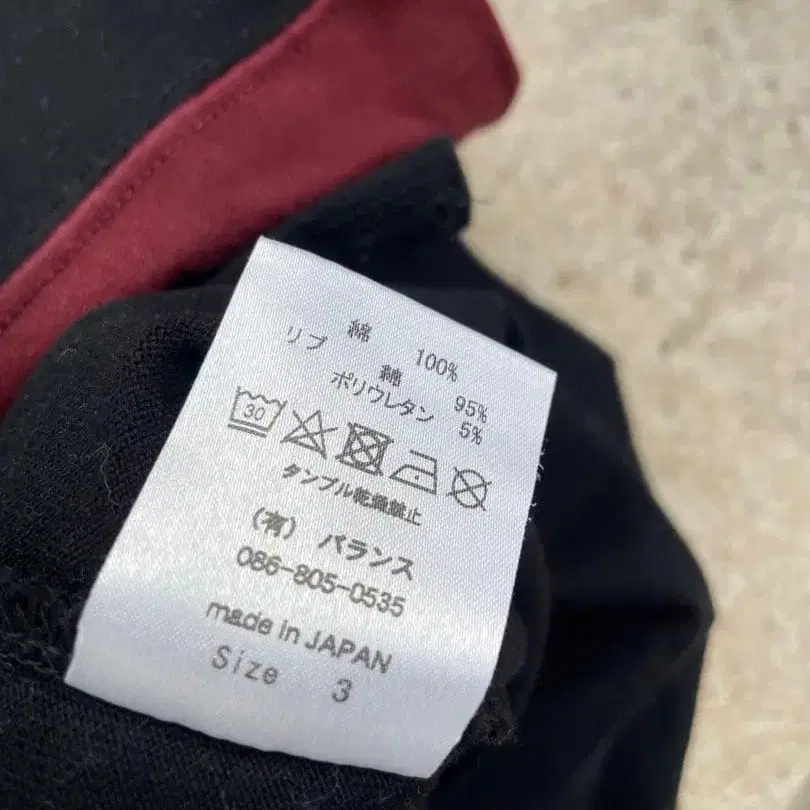 綿 100%
リブ 綿 95%
ポリウレタン 5%
30
タンブル乾燥禁止
(有) バランス
086-805-0535
made in JAPAN
Size 3